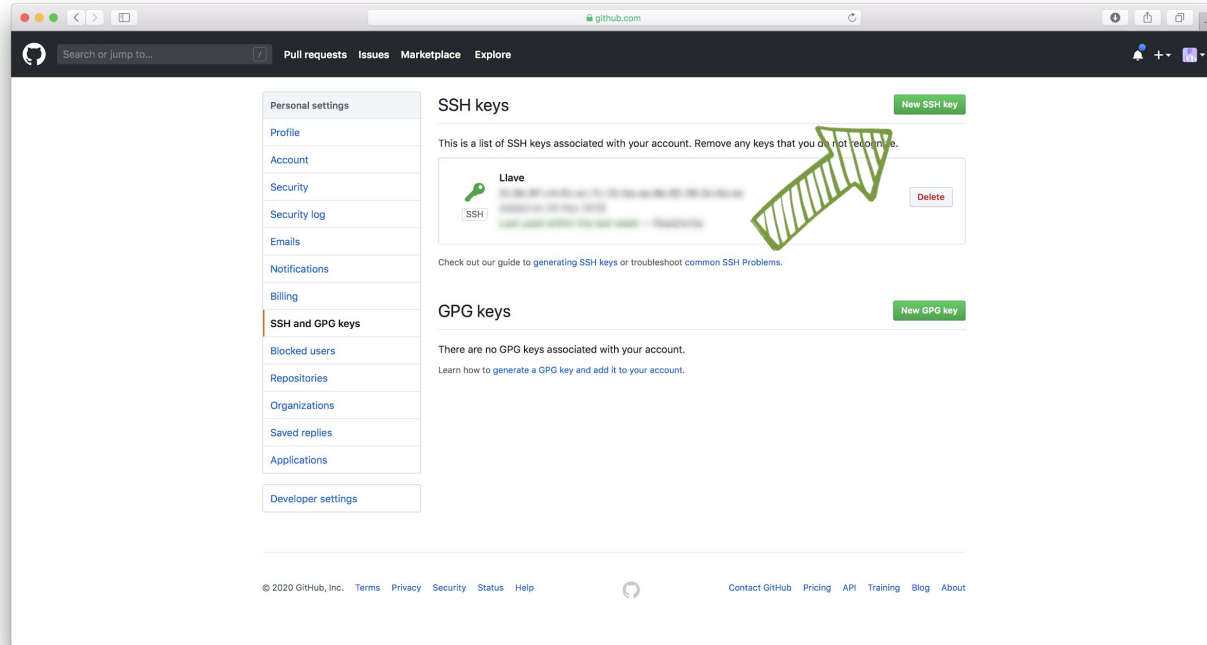 github.com
Search or jump to... /
Pull requests Issues Marketplace Explore
Personal settings
Profile
Account
Security
Security log
Emails
Notifications
Billing
SSH and GPG keys
Blocked users
Repositories
Organizations
Saved replies
Applications
Developer settings
SSH keys
New SSH key
This is a list of SSH keys associated with your account. Remove any keys that you do not recognize.
Llave
SSH
Delete
Check out our guide to generating SSH keys or troubleshoot common SSH Problems.
GPG keys
New GPG key
There are no GPG keys associated with your account.
Learn how to generate a GPG key and add it to your account.
© 2020 GitHub, Inc. Terms Privacy Security Status Help
Contact GitHub Pricing API Training Blog About